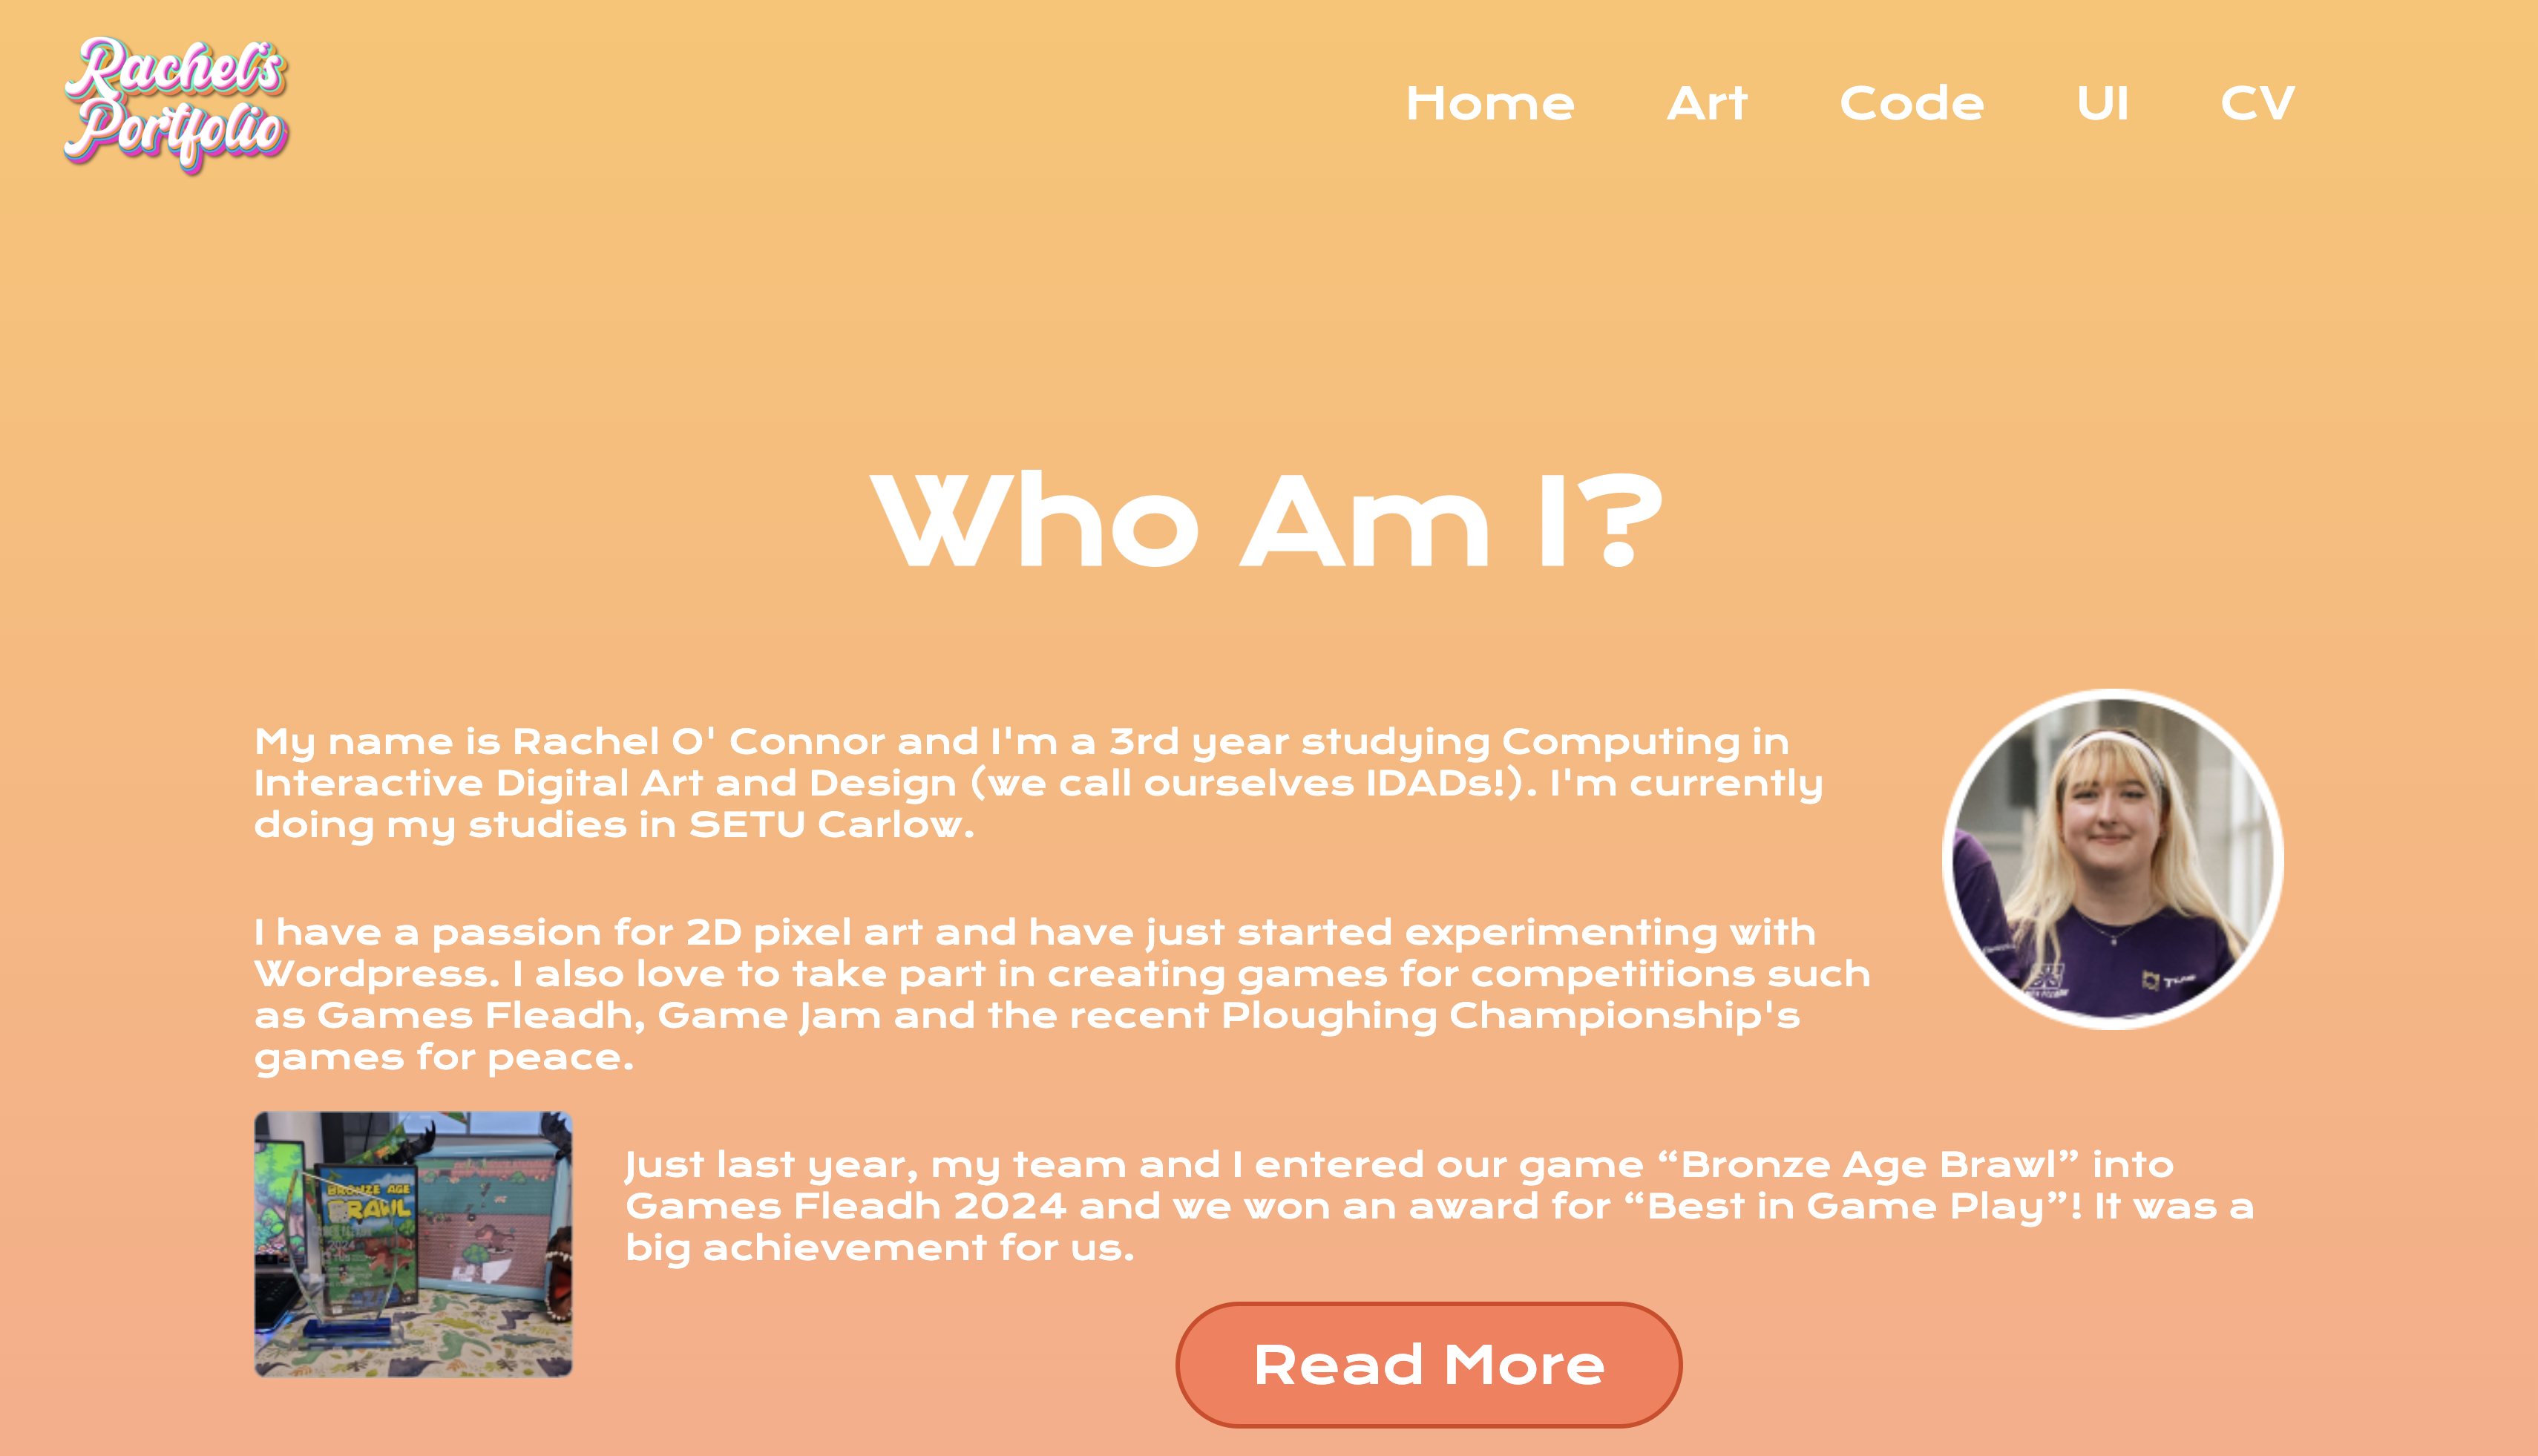 Rachel's
Portfolio
Home Art Code UI CV
Who Am I?
My name is Rachel O' Connor and I'm a 3rd year studying Computing in
Interactive Digital Art and Design (we call ourselves IDADs!). I'm currently
doing my studies in SETU Carlow.
I have a passion for 2D pixel art and have just started experimenting with
Wordpress. I also love to take part in creating games for competitions such
as Games Fleadh, Game Jam and the recent Ploughing Championship's
games for peace.
BRONZE AGE
BRAWL
2024
Just last year, my team and I entered our game “Bronze Age Brawl” into
Games Fleadh 2024 and we won an award for “Best in Game Play”! It was a
big achievement for us.
Read More